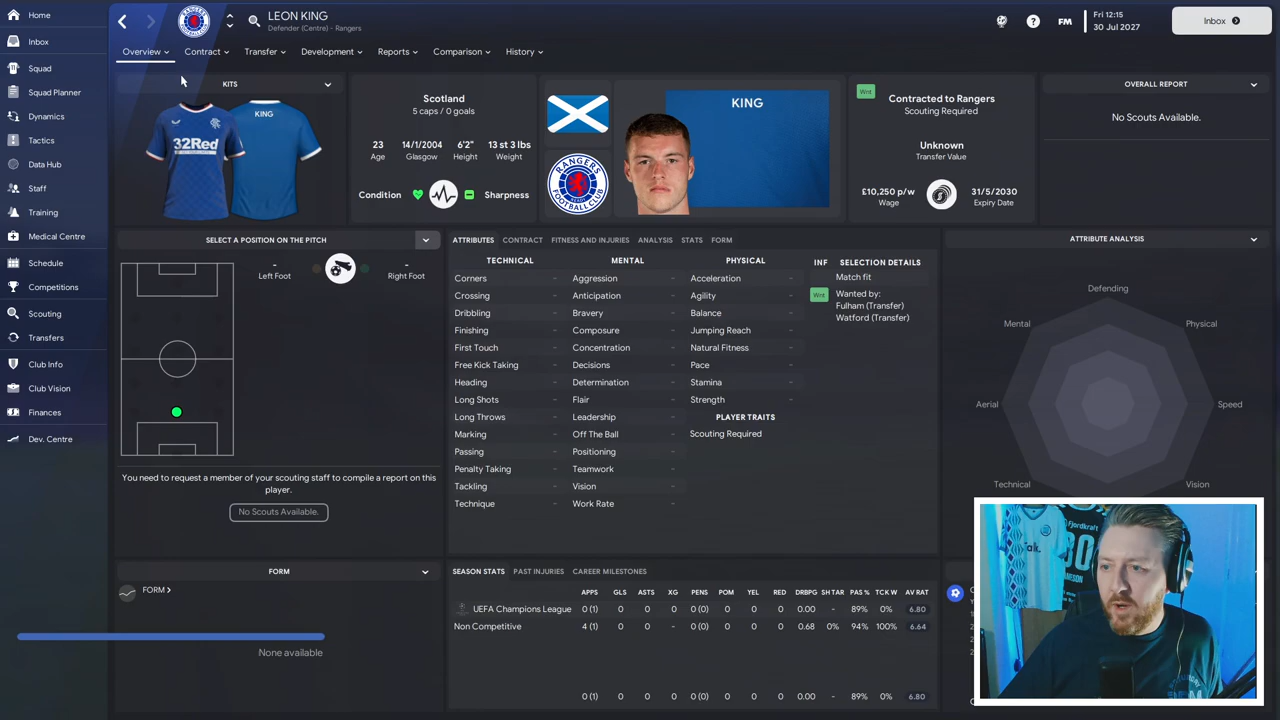 Home
Inbox
Squad
Squad Planner
Dynamics
Tactics
Data Hub
Staff
Training
Medical Centre
Schedule
Competitions
Scouting
Transfers
Club Info
Club Vision
Finances
Dev. Centre
LEON KING
Defender (Centre) - Rangers
?
FM
Fri 12:15
30 Jul 2027
Inbox
Overview
Contract
Transfer
Development
Reports
Comparison
History
KITS
32Red
KING
Scotland
5 caps / 0 goals
23
Age
14/1/2004
Glasgow
6'2"
Height
13 st 3 lbs
Weight
Condition
Sharpness
RANGERS
FOOTBALL CLUB
READY
KING
Wnt
Contracted to Rangers
Scouting Required
Unknown
Transfer Value
£10,250 p/w
Wage
31/5/2030
Expiry Date
OVERALL REPORT
No Scouts Available.
SELECT A POSITION ON THE PITCH
-
Left Foot
-
Right Foot
You need to request a member of your scouting staff to compile a report on this
player.
No Scouts Available.
ATTRIBUTES CONTRACT FITNESS AND INJURIES ANALYSIS STATS FORM
TECHNICAL
Corners -
Crossing -
Dribbling -
Finishing -
First Touch -
Free Kick Taking -
Heading -
Long Shots -
Long Throws -
Marking -
Passing -
Penalty Taking -
Tackling -
Technique -
MENTAL
Aggression -
Anticipation -
Bravery -
Composure -
Concentration -
Decisions -
Determination -
Flair -
Leadership -
Off The Ball -
Positioning -
Teamwork -
Vision -
Work Rate -
PHYSICAL
Acceleration -
Agility -
Balance -
Jumping Reach -
Natural Fitness -
Pace -
Stamina -
Strength -
PLAYER TRAITS
Scouting Required
INF SELECTION DETAILS
Match fit
Wnt
Wanted by:
Fulham (Transfer)
Watford (Transfer)
ATTRIBUTE ANALYSIS
Defending
Physical
Speed
Vision
Technical
Aerial
Mental
FORM
FORM
None available
SEASON STATS PAST INJURIES CAREER MILESTONES
APPS GLS ASTS XG PENS POM YEL RED DRBPG SH TAR PAS % TCK W AV RAT
UEFA Champions League 0 (1) 0 0 0 0 (0) 0 0 0 0.00 - 89% 0% 6.80
Non Competitive 4 (1) 0 0 - 0 (0) 0 0 0 0.68 0% 94% 100% 6.64
0 (1) 0 0 0 0 (0) 0 0 0 0.00 - 89% 0% 6.80
Fjordkraft